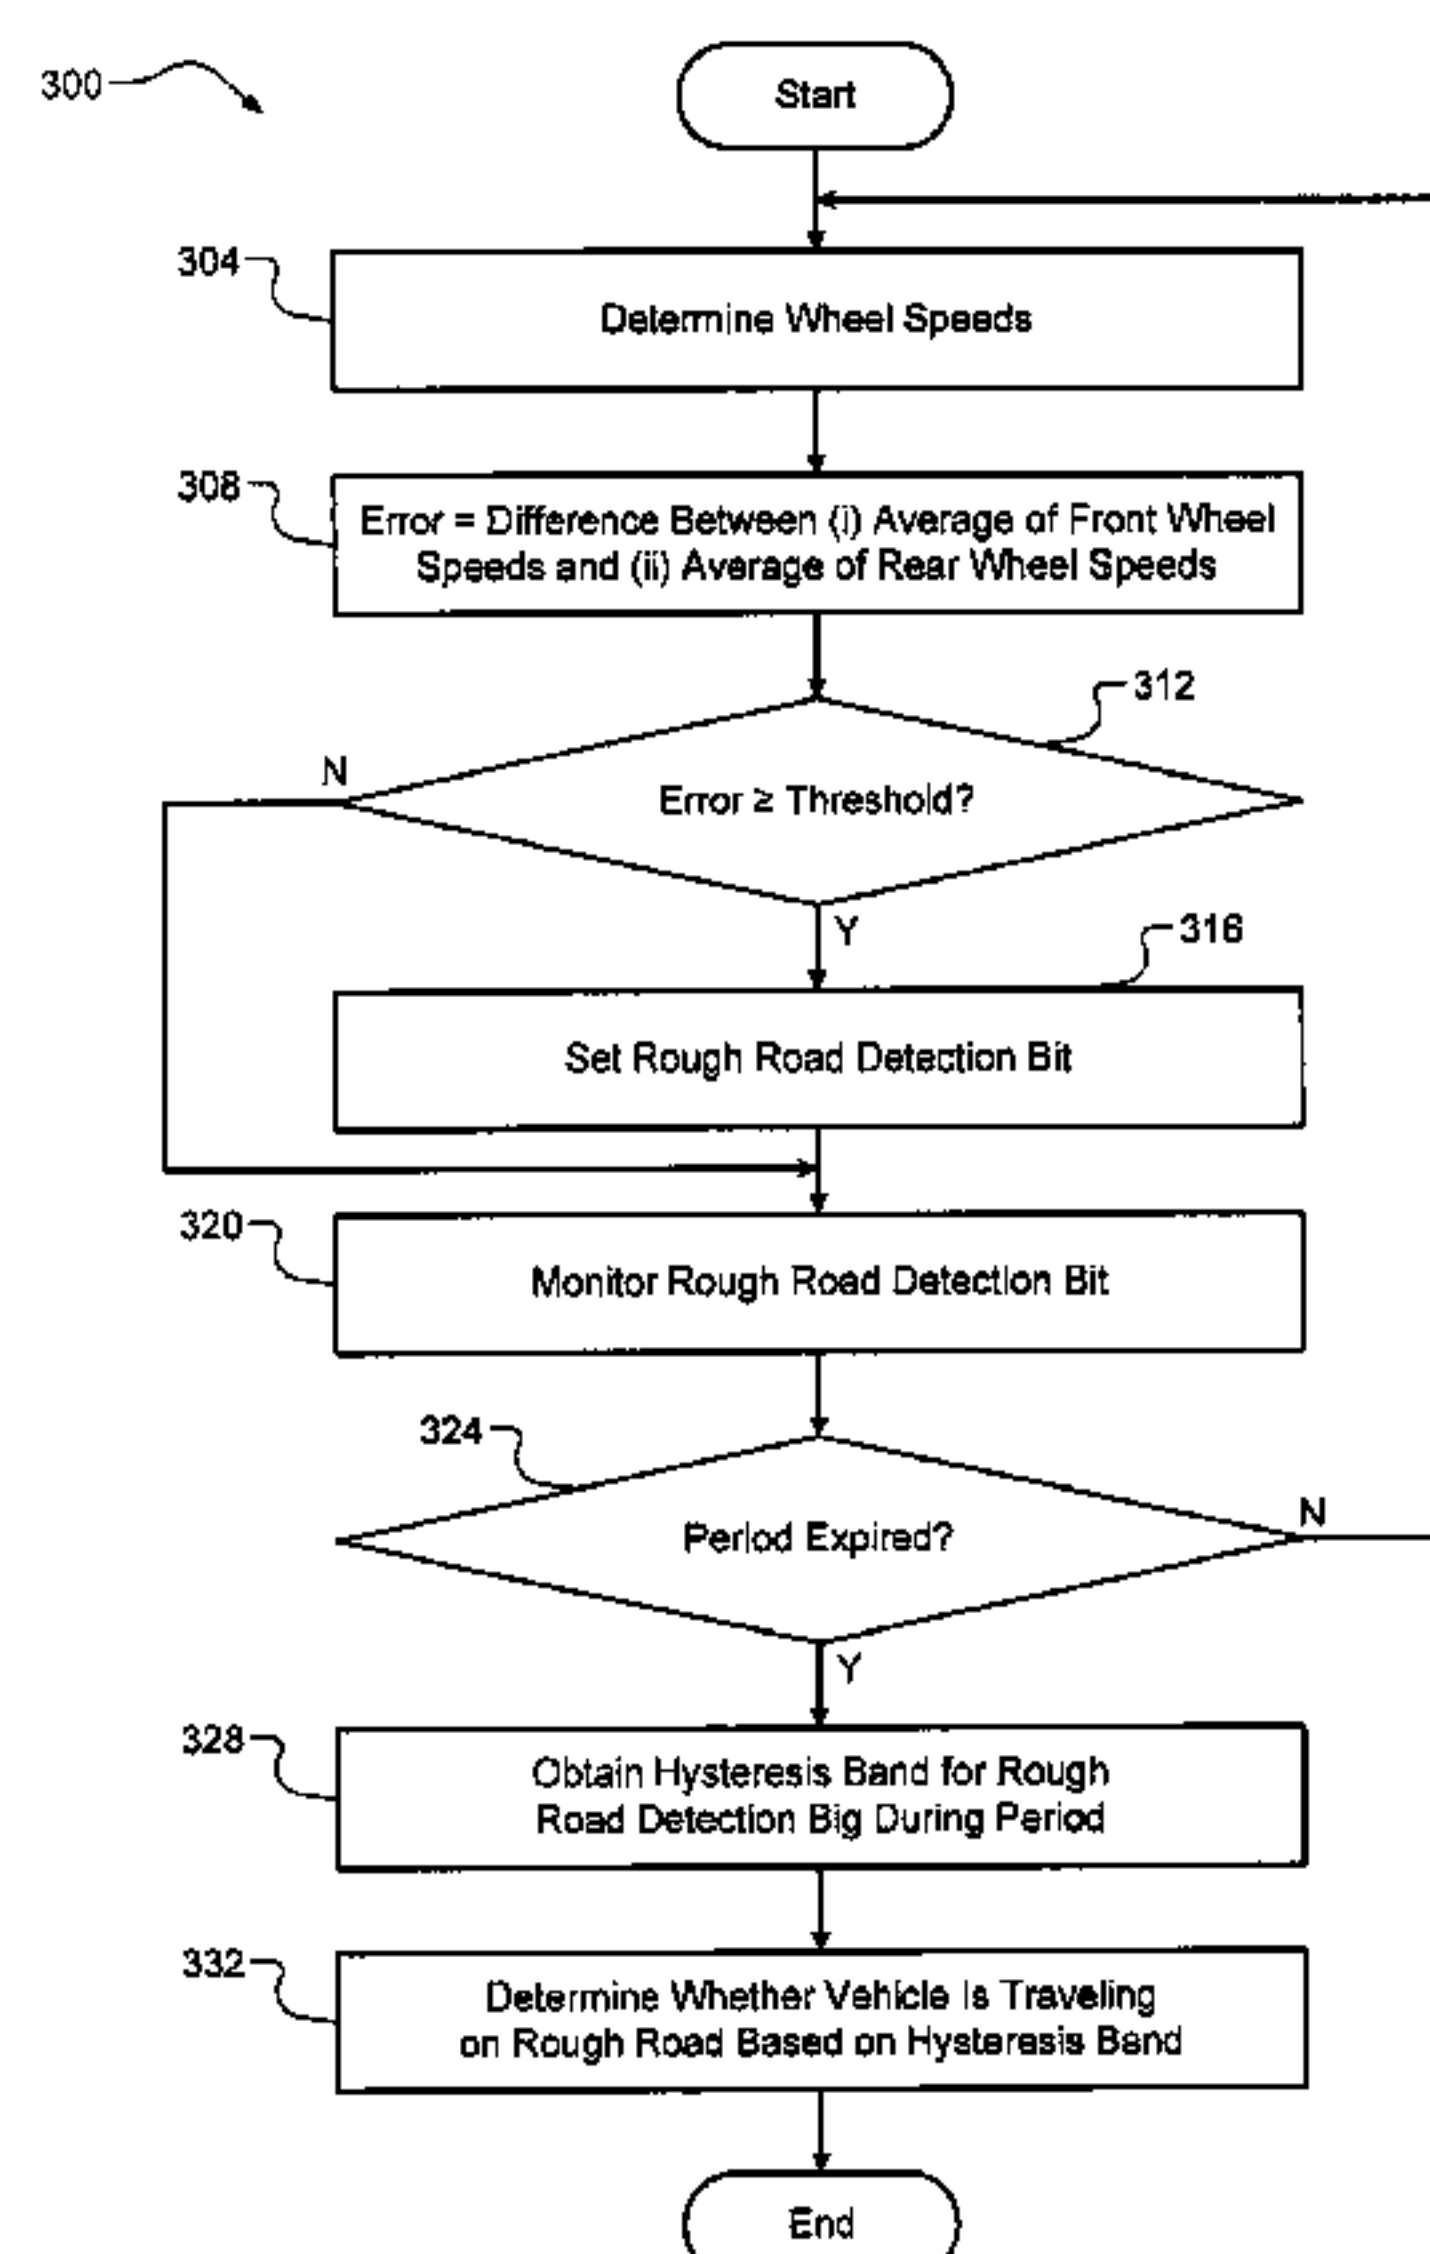 300
Start
304
Determine Wheel Speeds
308
Error = Difference Between (i) Average of Front Wheel
Speeds and (ii) Average of Rear Wheel Speeds
312
N
Error ≥ Threshold?
Y
316
Set Rough Road Detection Bit
320
Monitor Rough Road Detection Bit
324
N
Period Expired?
Y
328
Obtain Hysteresis Band for Rough
Road Detection Big During Period
332
Determine Whether Vehicle Is Traveling
on Rough Road Based on Hysteresis Band
End